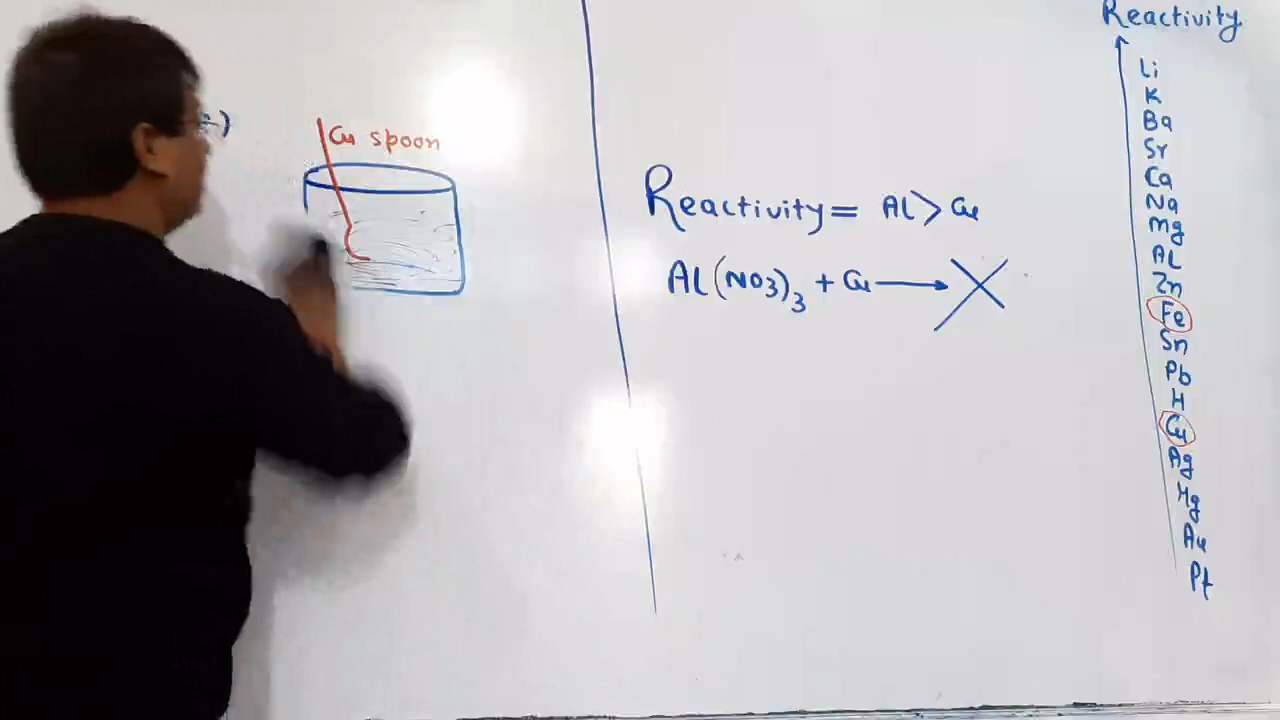 Cu spoon
Reactivity = Al > Cu
Al(NO3)3 + Cu ⟶ X
Reactivity
Li
K
Ba
Sr
Ca
Na
Mg
Al
Zn
Fe
Sn
Pb
H
Cu
Ag
Hg
Au
Pt